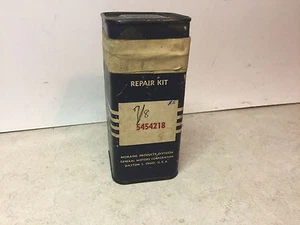 REPAIR KIT
7/8
5454218
MORAINE PRODUCTS DIVISION
GENERAL MOTORS CORPORATION
DAYTON 1, OHIO, U.S.A.